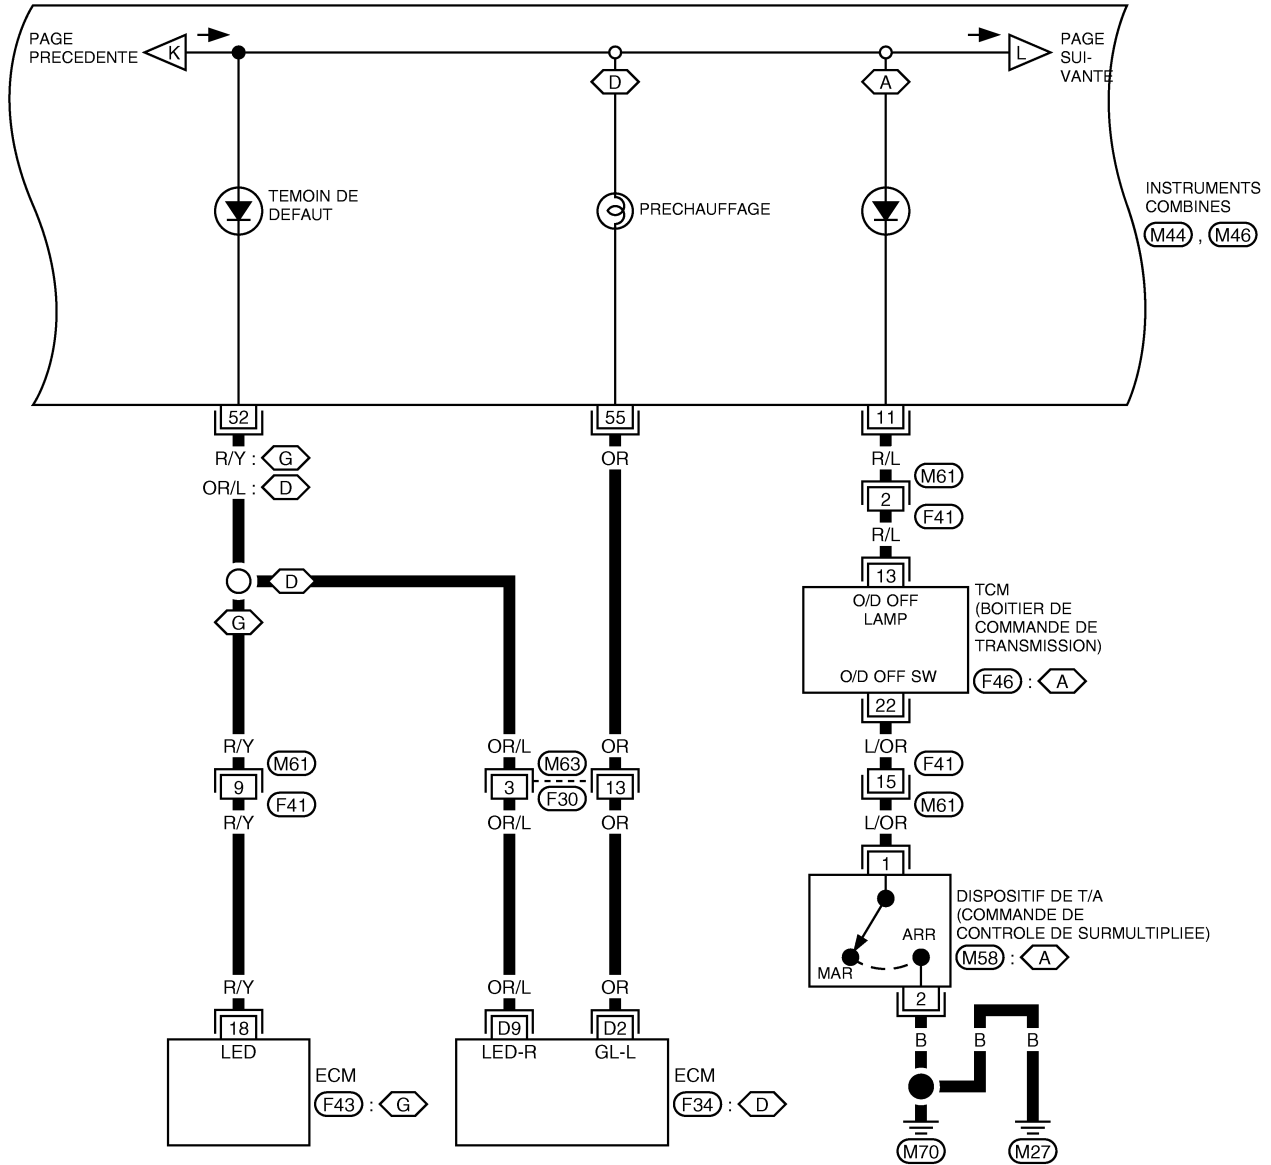 PAGE
PRECEDENTE
K
L
PAGE
SUI-
VANTE
D
A
TEMOIN DE
DEFAUT
PRECHAUFFAGE
INSTRUMENTS
COMBINES
M44 , M46
52
55
11
R/Y : G
OR/L : D
OR
R/L
M61
2
F41
R/L
13
O/D OFF
LAMP
O/D OFF SW
TCM
(BOITIER DE
COMMANDE DE
TRANSMISSION)
F46 : A
22
D
G
R/Y
OR/L
OR
L/OR
M61
9
F41
M63
3
13
F30
F41
15
M61
R/Y
OR/L
OR
L/OR
1
ARR
MAR
DISPOSITIF DE T/A
(COMMANDE DE
CONTROLE DE SURMULTIPLIEE)
M58 : A
2
R/Y
OR/L
OR
18
D9
D2
B
B
B
LED
LED-R
GL-L
ECM
F43 : G
ECM
F34 : D
M70
M27